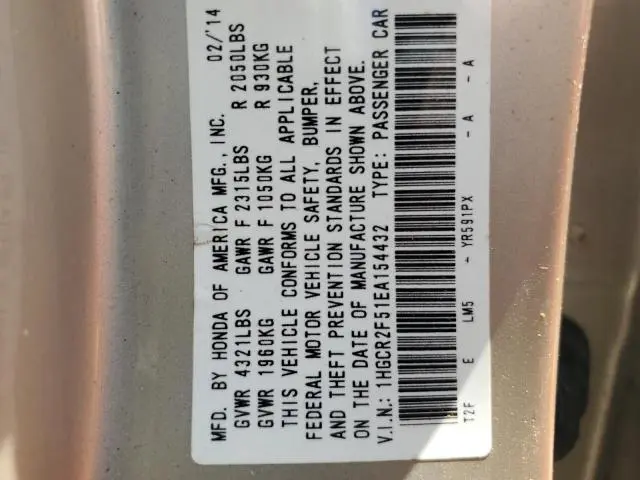 MFD. BY HONDA OF AMERICA MFG., INC. 02/'14
GVWR 4321LBS GAWR F 2315LBS R 2050LBS
GVWR 1960KG GAWR F 1050KG R 930KG
THIS VEHICLE CONFORMS TO ALL APPLICABLE
FEDERAL MOTOR VEHICLE SAFETY, BUMPER,
AND THEFT PREVENTION STANDARDS IN EFFECT
ON THE DATE OF MANUFACTURE SHOWN ABOVE.
V.I.N.: 1HGCR2F51EA154432 TYPE: PASSENGER CAR
T2F E LM5 - YR591PX - A - A